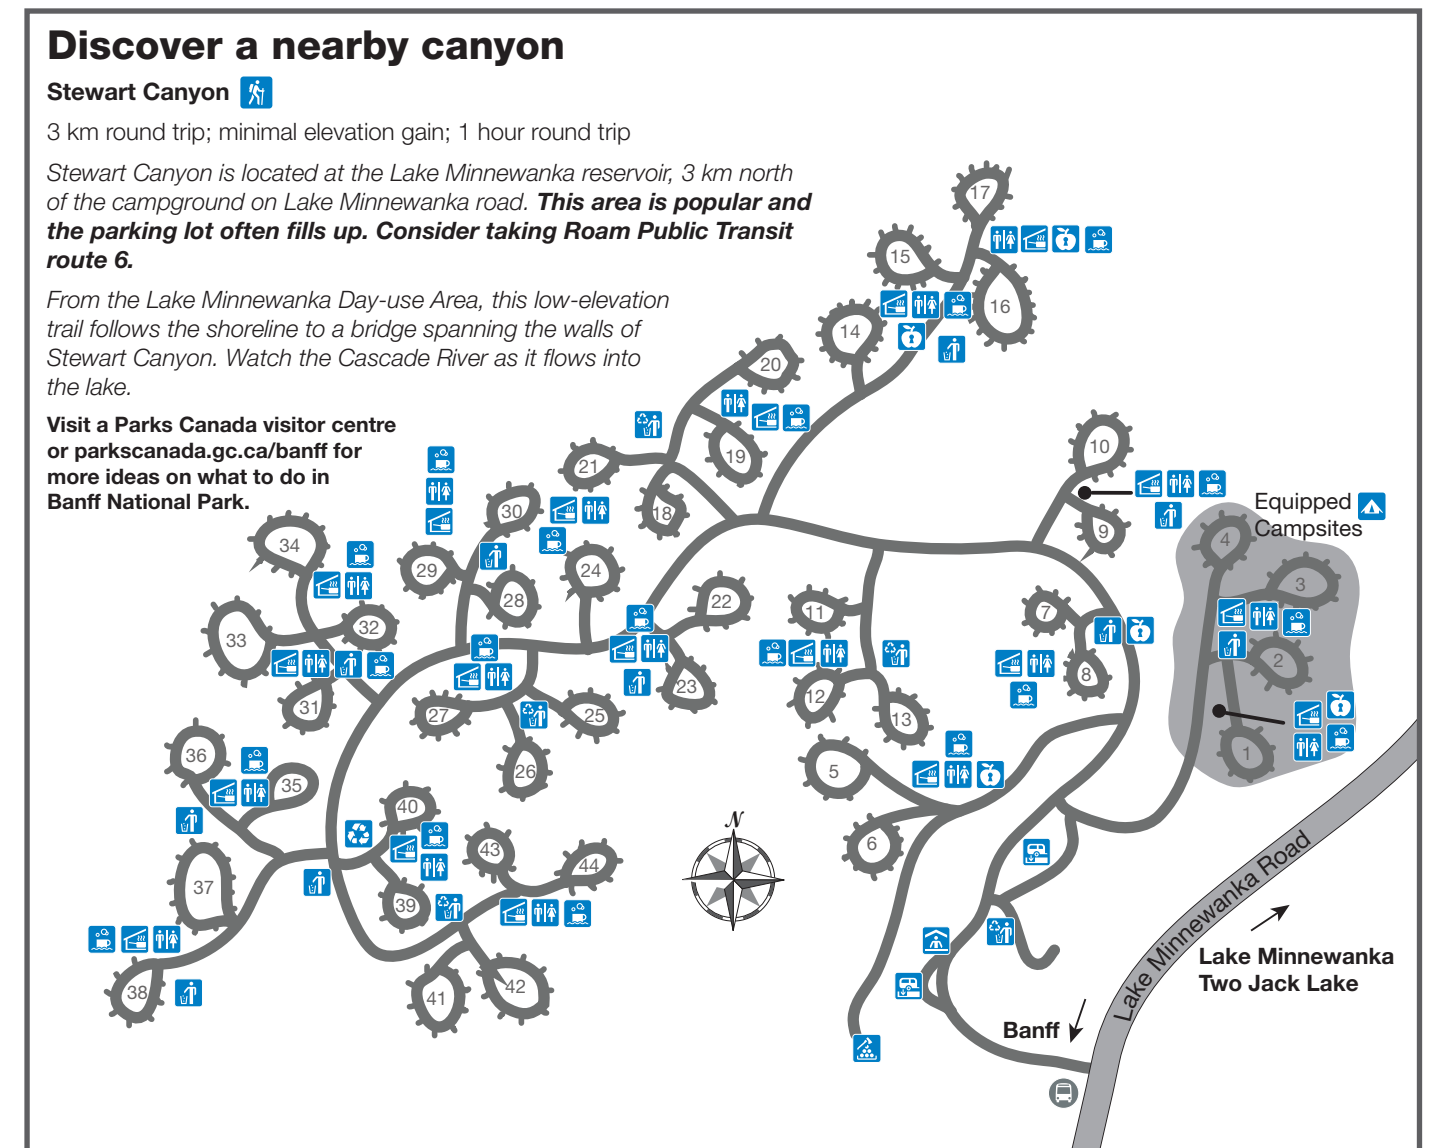 Discover a nearby canyon
Stewart Canyon
3 km round trip; minimal elevation gain; 1 hour round trip
Stewart Canyon is located at the Lake Minnewanka reservoir, 3 km north
of the campground on Lake Minnewanka road. This area is popular and
the parking lot often fills up. Consider taking Roam Public Transit
route 6.
From the Lake Minnewanka Day-use Area, this low-elevation
trail follows the shoreline to a bridge spanning the walls of
Stewart Canyon. Watch the Cascade River as it flows into
the lake.
Visit a Parks Canada visitor centre
or parkscanada.gc.ca/banff for
more ideas on what to do in
Banff National Park.
17
15
16
14
20
19
21
18
10
9
Equipped
Campsites
4
3
2
1
30
34
29
28
24
22
11
7
33
32
8
23
12
31
27
25
13
36
26
5
35
40
6
43
44
37
39
N
38
41
42
Lake Minnewanka Road
Lake Minnewanka
Two Jack Lake
Banff